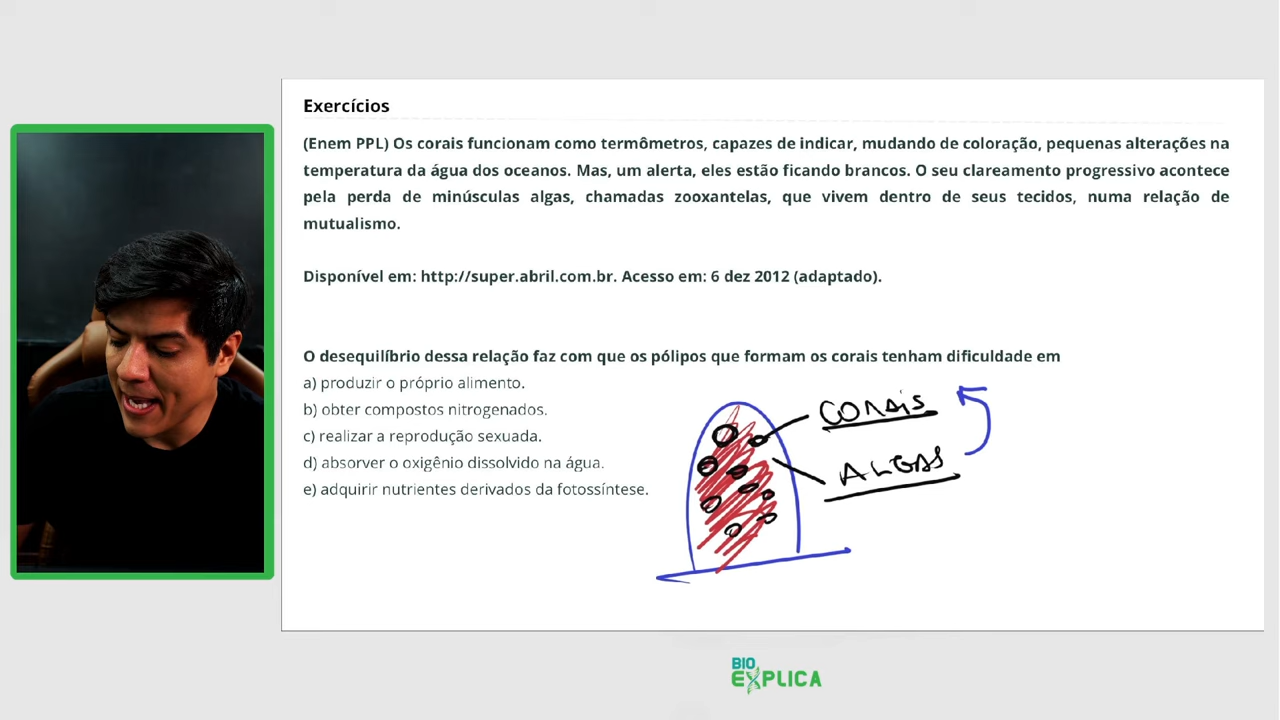 Exercícios
(Enem PPL) Os corais funcionam como termômetros, capazes de indicar, mudando de coloração, pequenas alterações na
temperatura da água dos oceanos. Mas, um alerta, eles estão ficando brancos. O seu clareamento progressivo acontece
pela perda de minúsculas algas, chamadas zooxantelas, que vivem dentro de seus tecidos, numa relação de
mutualismo.
Disponível em: http://super.abril.com.br. Acesso em: 6 dez 2012 (adaptado).
O desequilíbrio dessa relação faz com que os pólipos que formam os corais tenham dificuldade em
a) produzir o próprio alimento.
b) obter compostos nitrogenados.
c) realizar a reprodução sexuada.
d) absorver o oxigênio dissolvido na água.
e) adquirir nutrientes derivados da fotossíntese.
CORAIS
ALGAS
BIO
EXPLICA